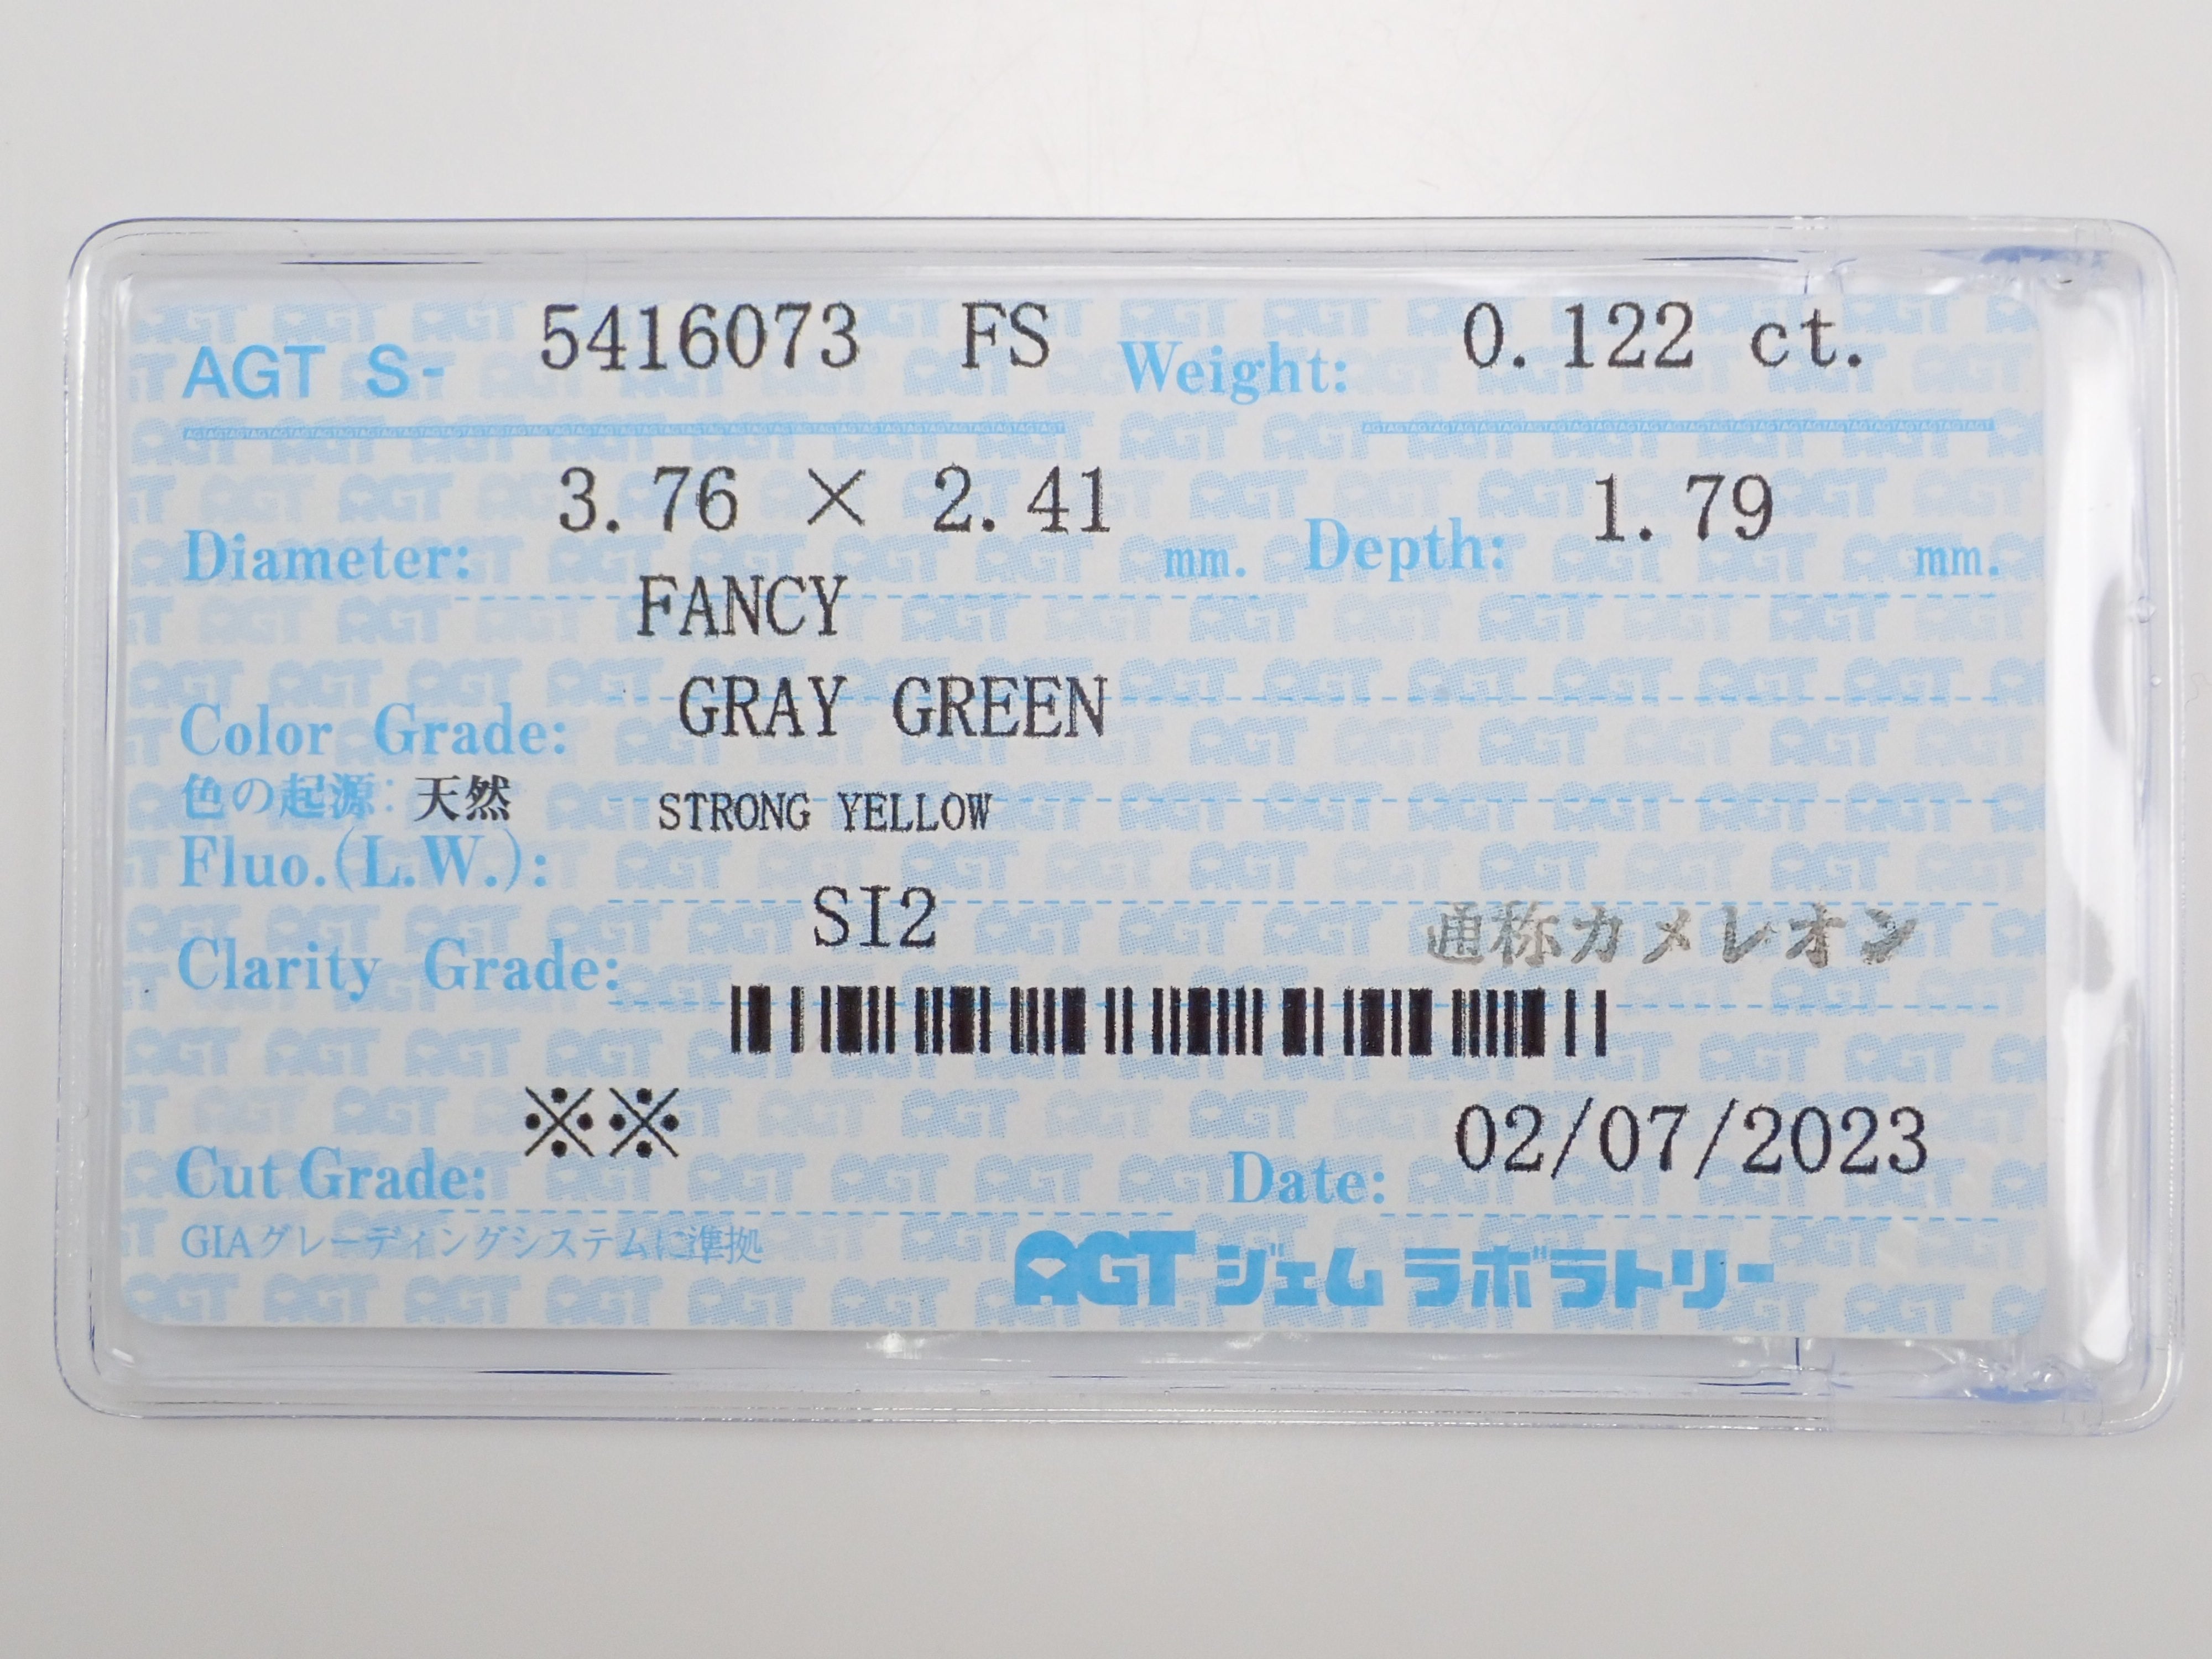 AGT S- 5416073 FS Weight: 0.122 ct.
Diameter: 3.76 × 2.41 mm. Depth: 1.79 mm.
FANCY
Color Grade: GRAY GREEN
色の起源: 天然
STRONG YELLOW
Fluo.(L.W.):
Clarity Grade: SI2 通称カメレオン
Cut Grade: ※※ Date: 02/07/2023
GIAグレーディングシステムに準拠
AGT ジェム ラボラトリー